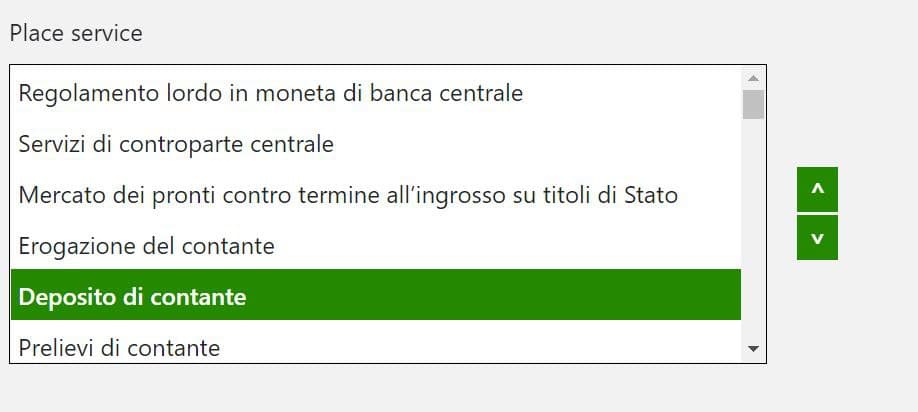 Place service
Regolamento lordo in moneta di banca centrale
Servizi di controparte centrale
Mercato dei pronti contro termine all’ingrosso su titoli di Stato
Erogazione del contante
Deposito di contante
Prelievi di contante